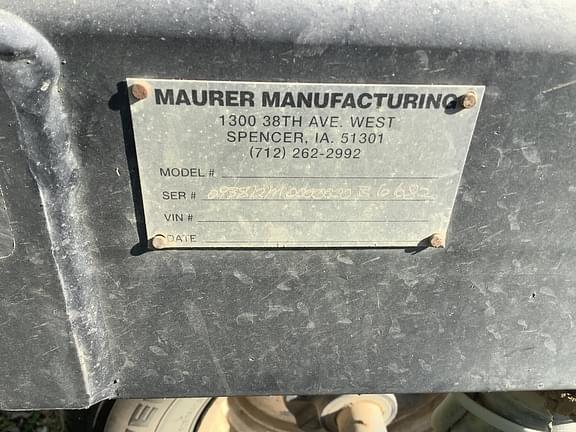 MAURER MANUFACTURING
1300 38TH AVE. WEST
SPENCER, IA. 51301
(712) 262-2992
MODEL #
SER #
VIN #
DATE